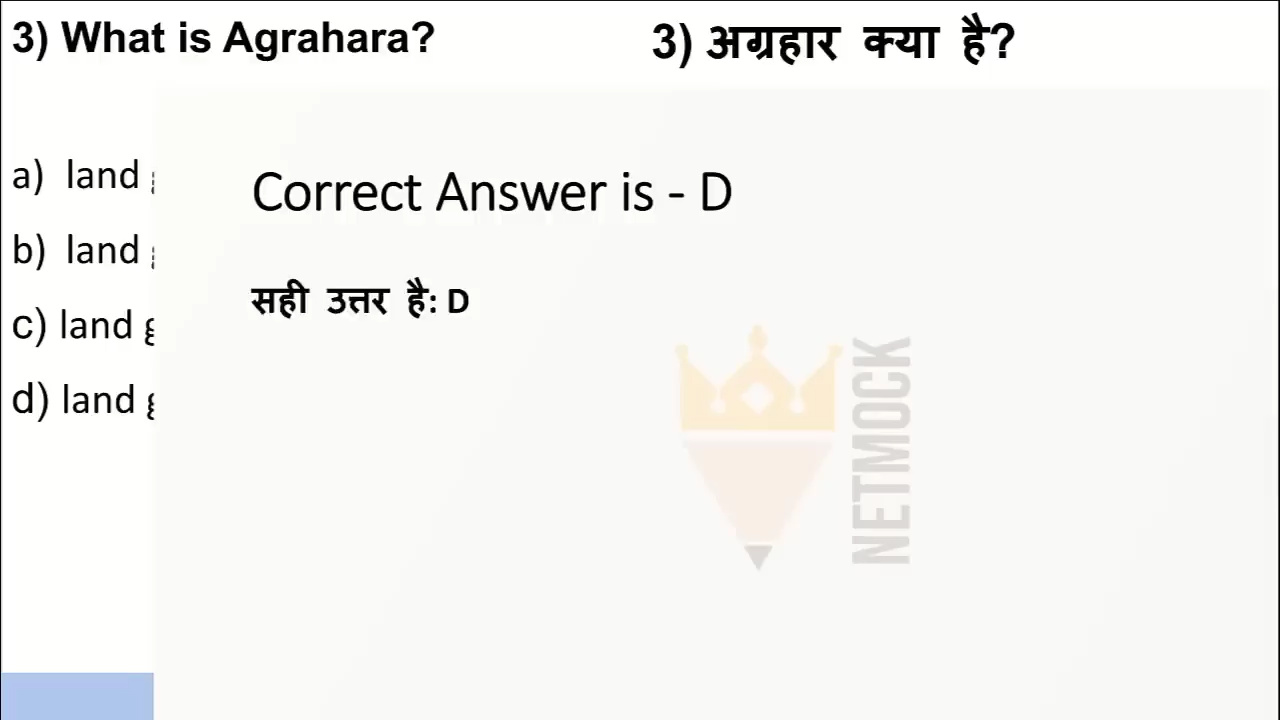 3) What is Agrahara?
3) अग्रहार क्या है?
a) land
b) land
c) land
d) land
Correct Answer is - D
सही उत्तर है: D
NETMOCK